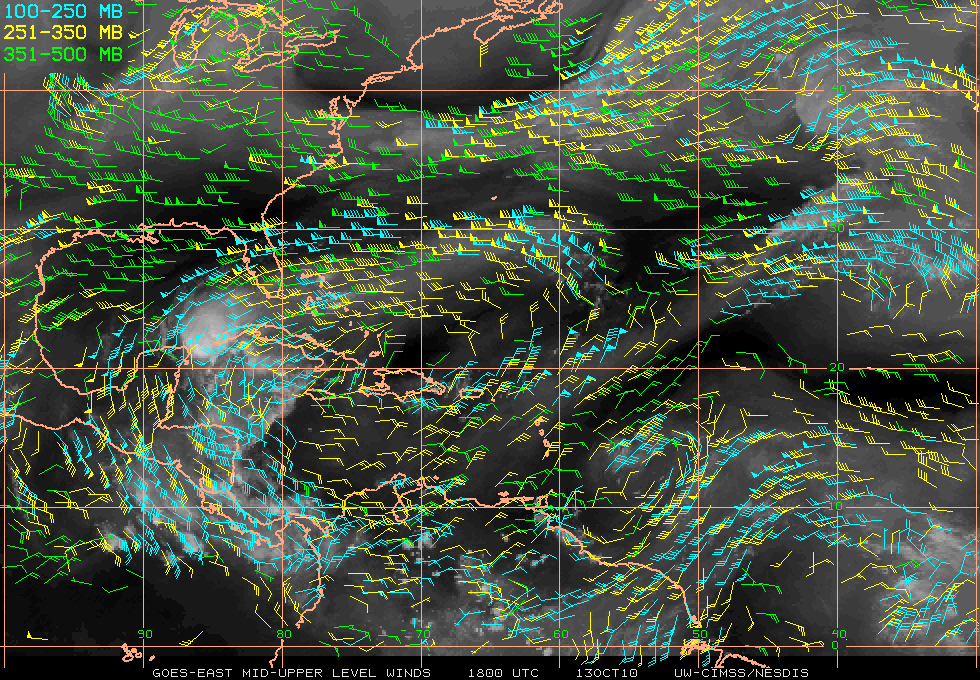 100-250 MB
251-350 MB
351-500 MB
40
30
20
10
90 80 70 60 50 40 0
GOES-EAST MID-UPPER LEVEL WINDS 1800 UTC 13OCT10 UW-CIMSS/NESDIS